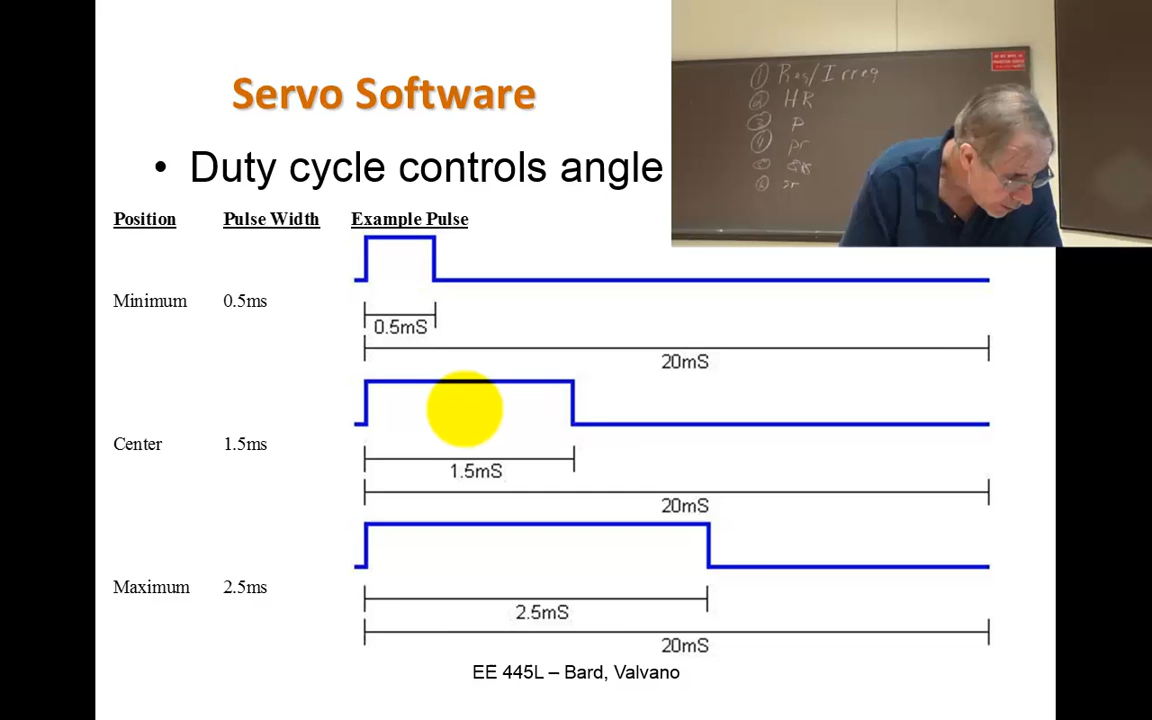 Servo Software
• Duty cycle controls angle
Position Pulse Width Example Pulse
Minimum 0.5ms
0.5mS
20mS
Center 1.5ms
1.5mS
20mS
Maximum 2.5ms
2.5mS
20mS
EE 445L – Bard, Valvano
① Reg/Irreg
② HR
③ P
④ pr